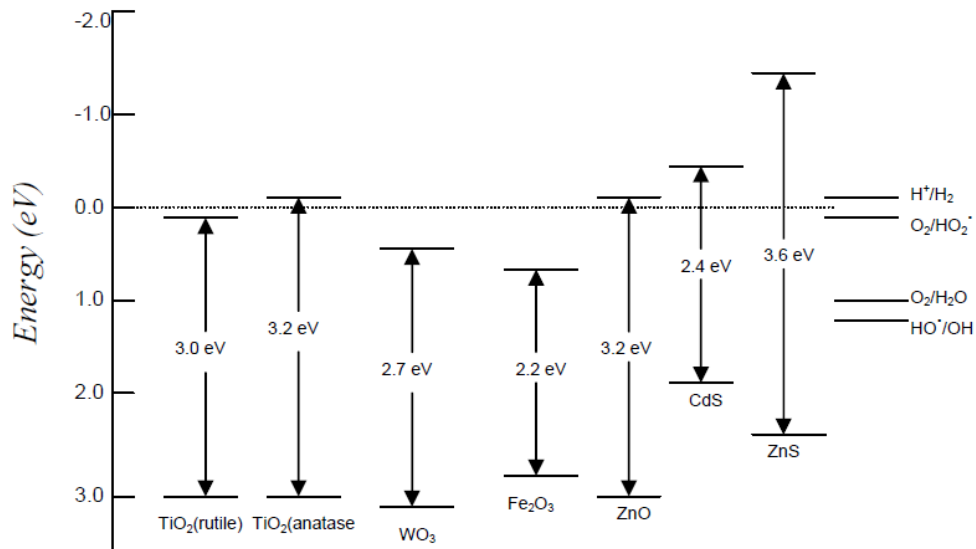 Energy (eV)
-2.0
-1.0
0.0
1.0
2.0
3.0
3.0 eV
3.2 eV
2.7 eV
2.2 eV
3.2 eV
2.4 eV
3.6 eV
TiO₂(rutile)
TiO₂(anatase
WO₃
Fe₂O₃
ZnO
CdS
ZnS
H⁺/H₂
O₂/HO₂˙
O₂/H₂O
HO˙/OH